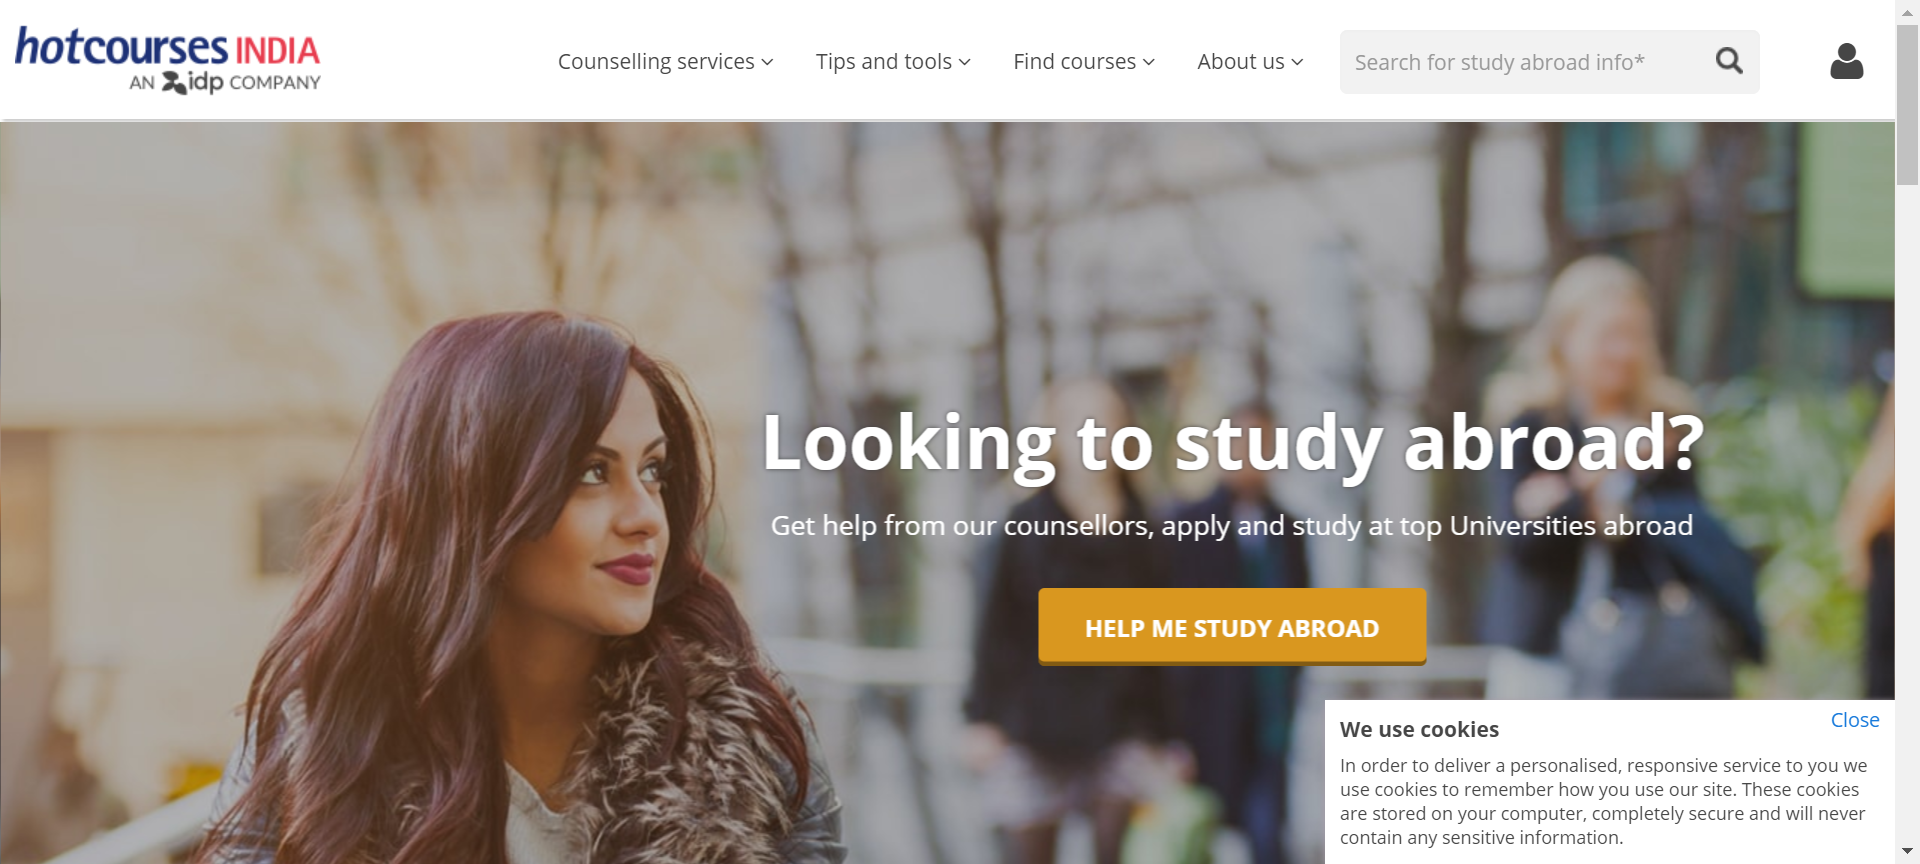 hotcourses INDIA
AN idp COMPANY
Counselling services
Tips and tools
Find courses
About us
Search for study abroad info*
Looking to study abroad?
Get help from our counsellors, apply and study at top Universities abroad
HELP ME STUDY ABROAD
We use cookies
Close
In order to deliver a personalised, responsive service to you we
use cookies to remember how you use our site. These cookies
are stored on your computer, completely secure and will never
contain any sensitive information.